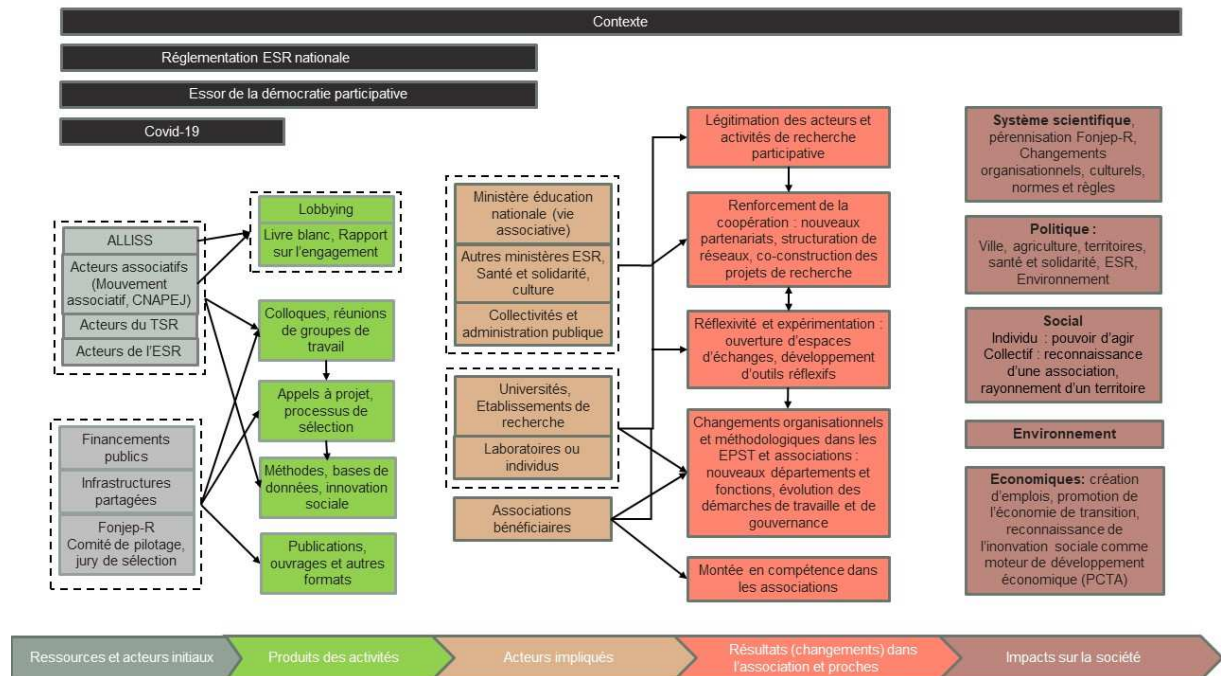 Contexte
Réglementation ESR nationale
Essor de la démocratie participative
Covid-19
ALLISS
Acteurs associatifs
(Mouvement
associatif, CNAPEJ)
Acteurs du TSR
Acteurs de l'ESR
Financements
publics
Infrastructures
partagées
Fonjep-R
Comité de pilotage,
jury de sélection
Lobbying
Livre blanc, Rapport
sur l'engagement
Colloques, réunions
de groupes de
travail
Appels à projet,
processus de
sélection
Méthodes, bases de
données, innovation
sociale
Publications,
ouvrages et autres
formats
Ministère éducation
nationale (vie
associative)
Autres ministères ESR,
Santé et solidarité,
culture
Collectivités et
administration publique
Universités,
Etablissements de
recherche
Laboratoires ou
individus
Associations
bénéficiaires
Légitimation des acteurs et
activités de recherche
participative
Renforcement de la
coopération : nouveaux
partenariats, structuration de
réseaux, co-construction des
projets de recherche
Réflexivité et expérimentation :
ouverture d'espaces
d'échanges, développement
d'outils réflexifs
Changements organisationnels
et méthodologiques dans les
EPST et associations :
nouveaux départements et
fonctions, évolution des
démarches de travaille et de
gouvernance
Montée en compétence dans
les associations
Système scientifique,
pérennisation Fonjep-R,
Changements
organisationnels, culturels,
normes et règles
Politique :
Ville, agriculture, territoires,
santé et solidarité, ESR,
Environnement
Social
Individu : pouvoir d'agir
Collectif : reconnaissance
d'une association,
rayonnement d'un territoire
Environnement
Economiques: création
d'emplois, promotion de
l'économie de transition,
reconnaissance de
l'inonvation sociale comme
moteur de développement
économique (PCTA)
Ressources et acteurs initiaux
Produits des activités
Acteurs impliqués
Résultats (changements) dans
l'association et proches
Impacts sur la société